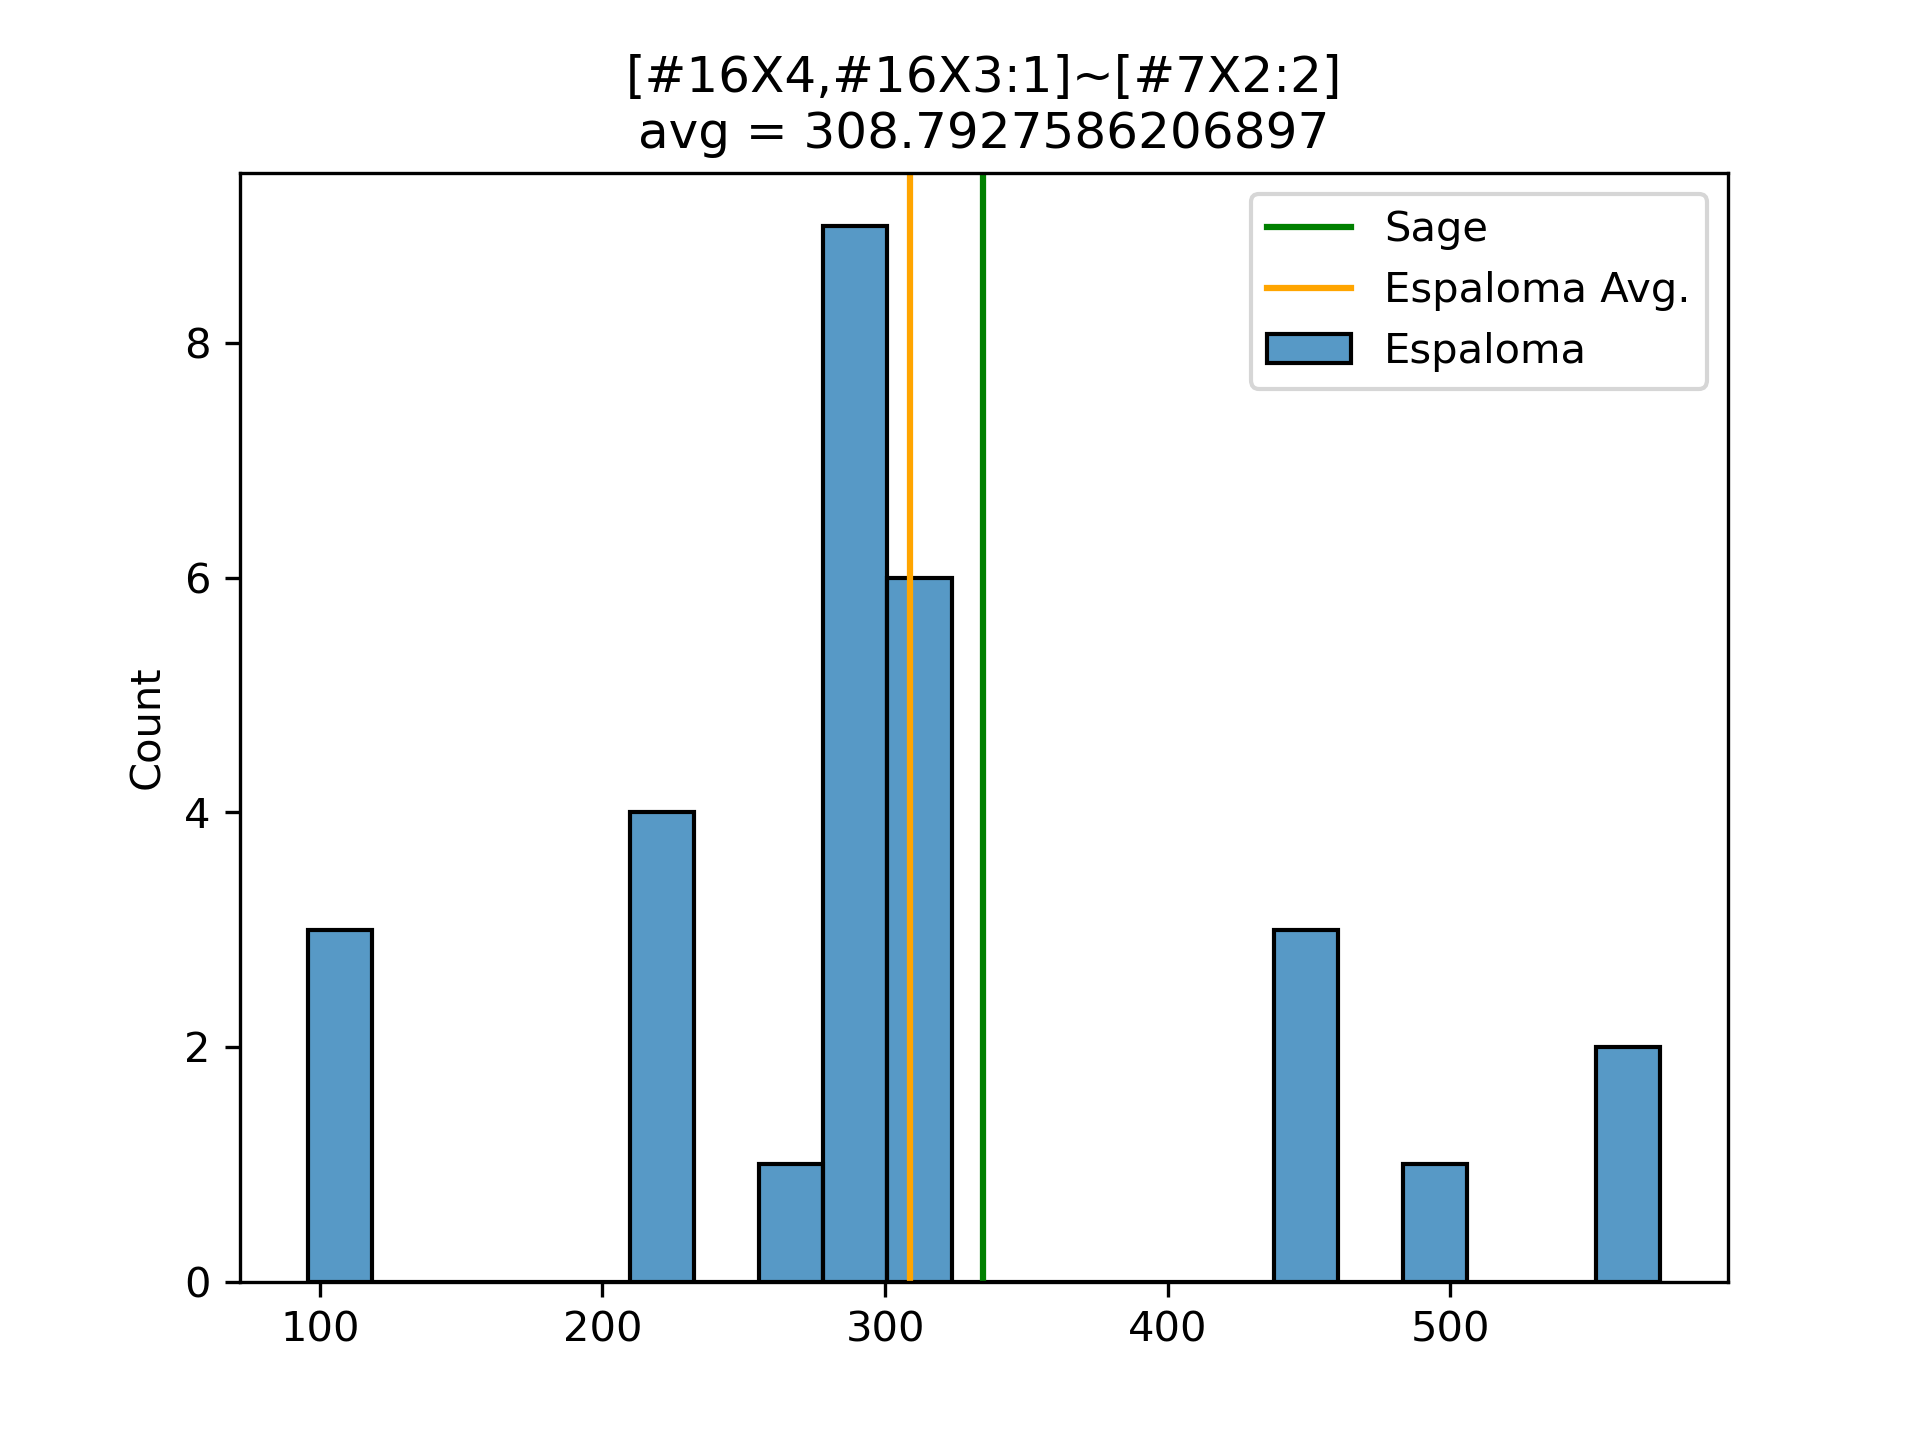 [#16X4,#16X3:1]~[#7X2:2]
avg = 308.7927586206897
Sage
Espaloma Avg.
Espaloma
8
6
4
2
0
Count
100 200 300 400 500